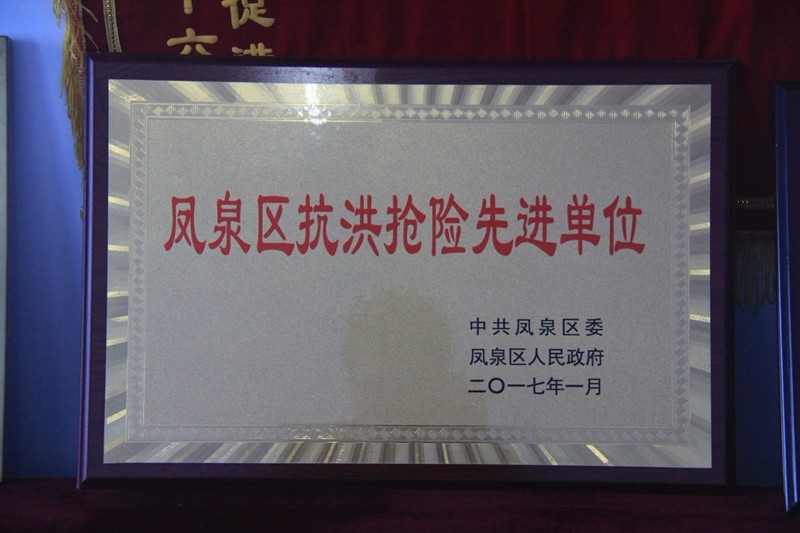 凤泉区抗洪抢险先进单位
中共凤泉区委
凤泉区人民政府
二〇一七年一月